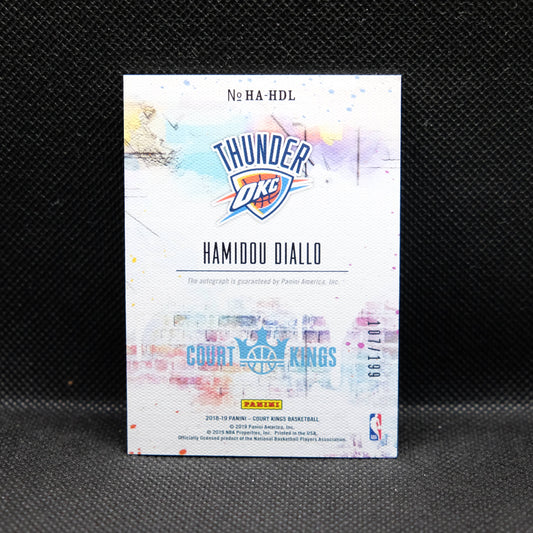 No HA-HDL
THUNDER
OKC
HAMIDOU DIALLO
The autograph is guaranteed by Panini America, Inc.
COURT KINGS
107/199
PANINI
2018-19 PANINI - COURT KINGS BASKETBALL
© 2019 Panini America, Inc.
© 2019 NBA Properties, Inc. Printed in the USA.
Officially licensed product of the National Basketball Players Association.